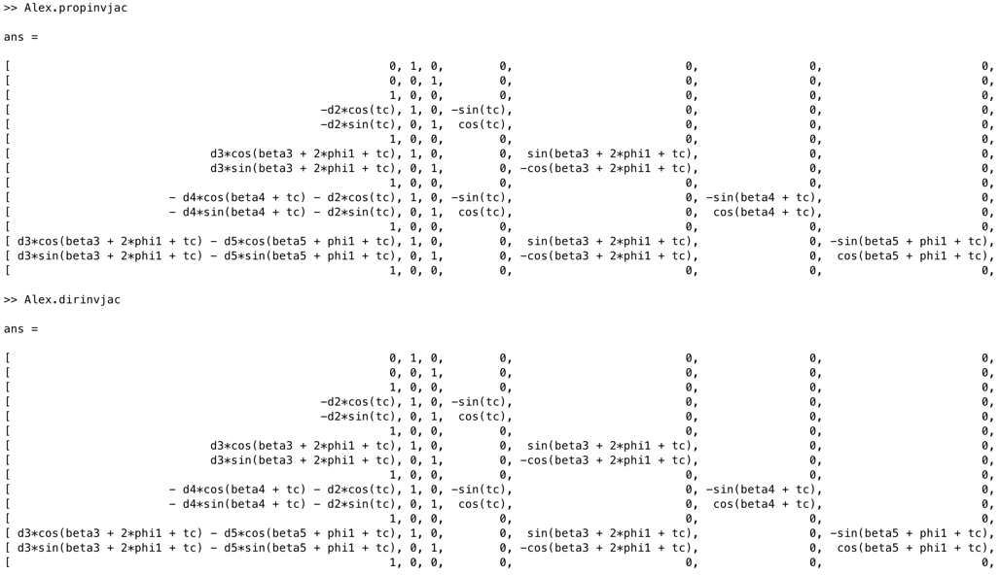 >> Alex.propinvjac
ans =
[ 0, 1, 0, 0, 0, 0, 0,
[ 0, 0, 1, 0, 0, 0, 0,
[ 1, 0, 0, 0, 0, 0, 0,
[ -d2*cos(tc), 1, 0, -sin(tc), 0, 0, 0,
[ -d2*sin(tc), 0, 1, cos(tc), 0, 0, 0,
[ 1, 0, 0, 0, 0, 0, 0,
[ d3*cos(beta3 + 2*phi1 + tc), 1, 0, 0, sin(beta3 + 2*phi1 + tc), 0, 0,
[ d3*sin(beta3 + 2*phi1 + tc), 0, 1, 0, -cos(beta3 + 2*phi1 + tc), 0, 0,
[ 1, 0, 0, 0, 0, 0, 0,
[ - d4*cos(beta4 + tc) - d2*cos(tc), 1, 0, -sin(tc), 0, -sin(beta4 + tc), 0,
[ - d4*sin(beta4 + tc) - d2*sin(tc), 0, 1, cos(tc), 0, cos(beta4 + tc), 0,
[ 1, 0, 0, 0, 0, 0, 0,
[ d3*cos(beta3 + 2*phi1 + tc) - d5*cos(beta5 + phi1 + tc), 1, 0, 0, sin(beta3 + 2*phi1 + tc), 0, -sin(beta5 + phi1 + tc),
[ d3*sin(beta3 + 2*phi1 + tc) - d5*sin(beta5 + phi1 + tc), 0, 1, 0, -cos(beta3 + 2*phi1 + tc), 0, cos(beta5 + phi1 + tc),
[ 1, 0, 0, 0, 0, 0, 0,
>> Alex.dirinvjac
ans =
[ 0, 1, 0, 0, 0, 0, 0,
[ 0, 0, 1, 0, 0, 0, 0,
[ 1, 0, 0, 0, 0, 0, 0,
[ -d2*cos(tc), 1, 0, -sin(tc), 0, 0, 0,
[ -d2*sin(tc), 0, 1, cos(tc), 0, 0, 0,
[ 1, 0, 0, 0, 0, 0, 0,
[ d3*cos(beta3 + 2*phi1 + tc), 1, 0, 0, sin(beta3 + 2*phi1 + tc), 0, 0,
[ d3*sin(beta3 + 2*phi1 + tc), 0, 1, 0, -cos(beta3 + 2*phi1 + tc), 0, 0,
[ 1, 0, 0, 0, 0, 0, 0,
[ - d4*cos(beta4 + tc) - d2*cos(tc), 1, 0, -sin(tc), 0, -sin(beta4 + tc), 0,
[ - d4*sin(beta4 + tc) - d2*sin(tc), 0, 1, cos(tc), 0, cos(beta4 + tc), 0,
[ 1, 0, 0, 0, 0, 0, 0,
[ d3*cos(beta3 + 2*phi1 + tc) - d5*cos(beta5 + phi1 + tc), 1, 0, 0, sin(beta3 + 2*phi1 + tc), 0, -sin(beta5 + phi1 + tc),
[ d3*sin(beta3 + 2*phi1 + tc) - d5*sin(beta5 + phi1 + tc), 0, 1, 0, -cos(beta3 + 2*phi1 + tc), 0, cos(beta5 + phi1 + tc),
[ 1, 0, 0, 0, 0, 0, 0,